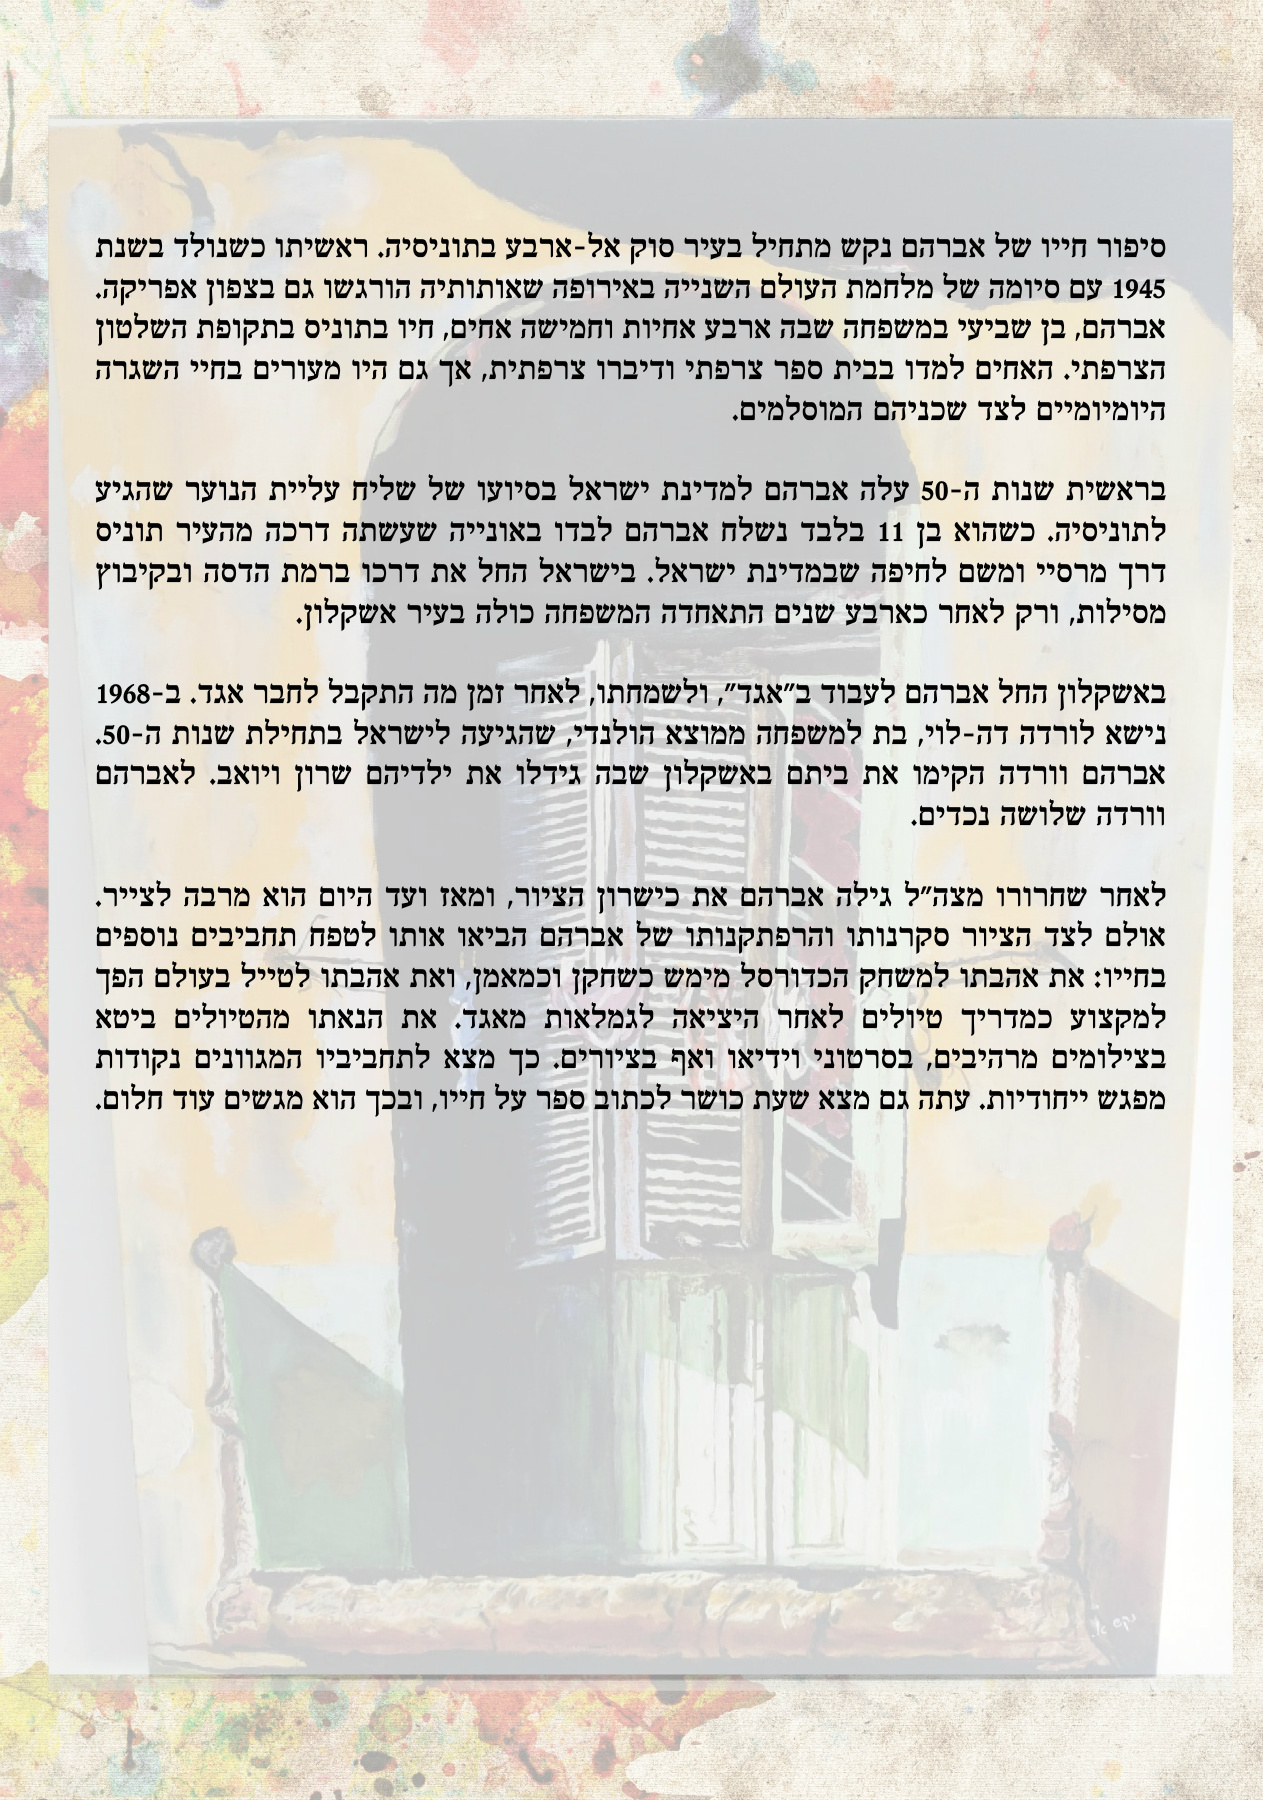 סיפור חייו של אברהם נקש מתחיל בעיר סוק אל-ארבע בתוניסיה. ראשיתו כשנולד בשנת
1945 עם סיומה של מלחמת העולם השנייה באירופה שאותותיה הורגשו גם בצפון אפריקה.
אברהם, בן שביעי במשפחה שבה ארבע אחיות וחמישה אחים, חיו בתוניס בתקופת השלטון
הצרפתי. האחים למדו בבית ספר צרפתי ודיברו צרפתית, אך גם היו מעורים בחיי השגרה
היומיומיים לצד שכניהם המוסלמים.
בראשית שנות ה-50 עלה אברהם למדינת ישראל בסיועו של שליח עליית הנוער שהגיע
לתוניסיה. כשהוא בן 11 בלבד נשלח אברהם לבדו באונייה שעשתה דרכה מהעיר תוניס
דרך מרסיי ומשם לחיפה שבמדינת ישראל. בישראל החל את דרכו ברמת הדסה ובקיבוץ
מסילות, ורק לאחר כארבע שנים התאחדה המשפחה כולה בעיר אשקלון.
באשקלון החל אברהם לעבוד ב"אגד", ולשמחתו, לאחר זמן מה התקבל לחבר אגד. ב-1968
נישא לורדה דה-לוי, בת למשפחה ממוצא הולנדי, שהגיעה לישראל בתחילת שנות ה-50.
אברהם וורדה הקימו את ביתם באשקלון שבה גידלו את ילדיהם שרון ויואב. לאברהם
וורדה שלושה נכדים.
לאחר שחרורו מצה"ל גילה אברהם את כישרון הציור, ומאז ועד היום הוא מרבה לצייר.
אולם לצד הציור סקרנותו והרפתקנותו של אברהם הביאו אותו לטפח תחביבים נוספים
בחייו: את אהבתו למשחק הכדורסל מימש כשחקן וכמאמן, ואת אהבתו לטייל בעולם הפך
למקצוע כמדריך טיולים לאחר היציאה לגמלאות מאגד. את הנאתו מהטיולים ביטא
בצילומים מרהיבים, בסרטוני וידיאו ואף בציורים. כך מצא לתחביביו המגוונים נקודות
מפגש ייחודיות. עתה גם מצא שעת כושר לכתוב ספר על חייו, ובכך הוא מגשים עוד חלום.
נקש א.